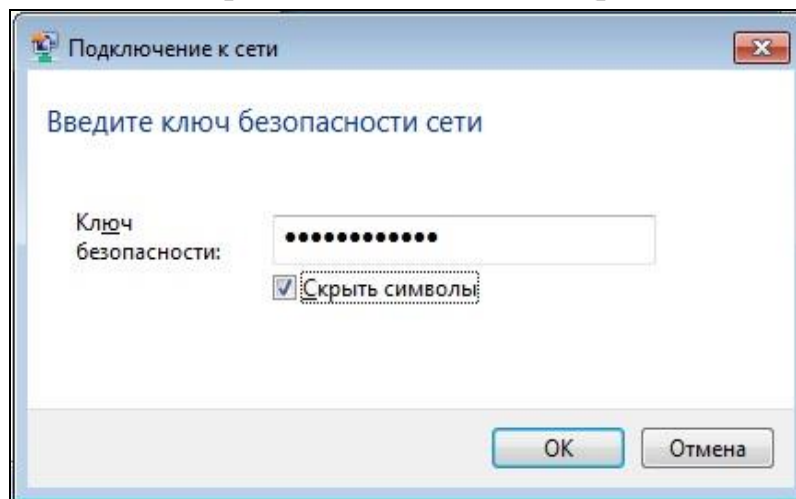 Подключение к сети
Введите ключ безопасности сети
Ключ
безопасности:
••••••••••••
Скрыть символы
OK
Отмена